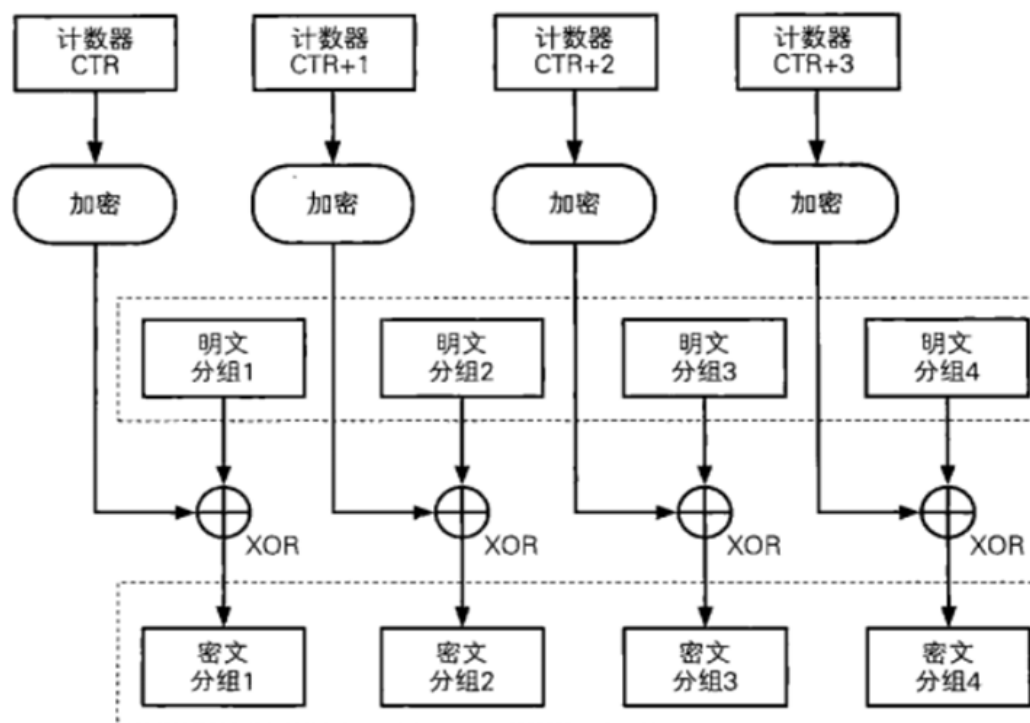 计数器
CTR
计数器
CTR+1
计数器
CTR+2
计数器
CTR+3
加密
加密
加密
加密
明文
分组1
明文
分组2
明文
分组3
明文
分组4
XOR
XOR
XOR
XOR
密文
分组1
密文
分组2
密文
分组3
密文
分组4